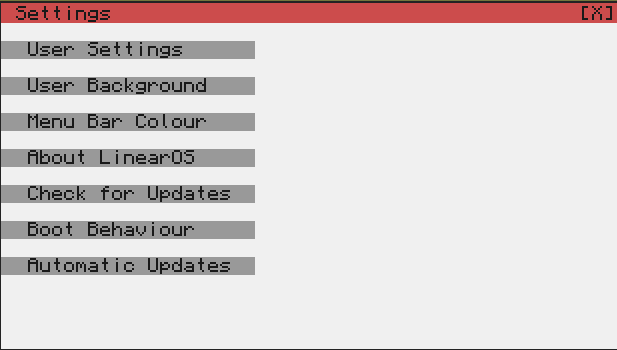 Settings [X]
User Settings
User Background
Menu Bar Colour
About LinearOS
Check for Updates
Boot Behaviour
Automatic Updates